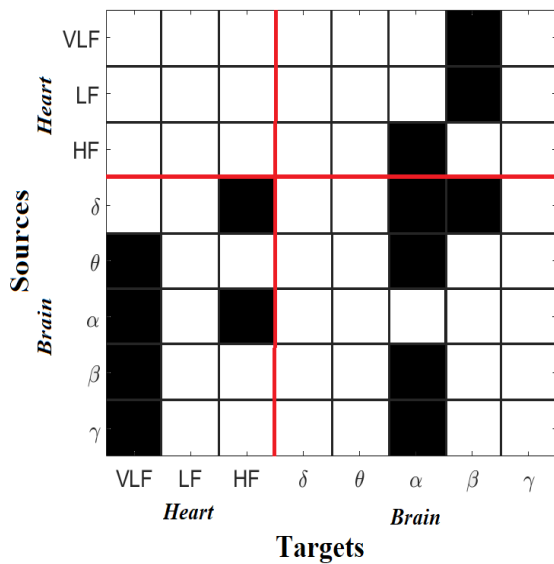 VLF
LF
HF
δ
θ
α
β
γ
Heart
Brain
Sources
VLF LF HF δ θ α β γ
Heart Brain
Targets